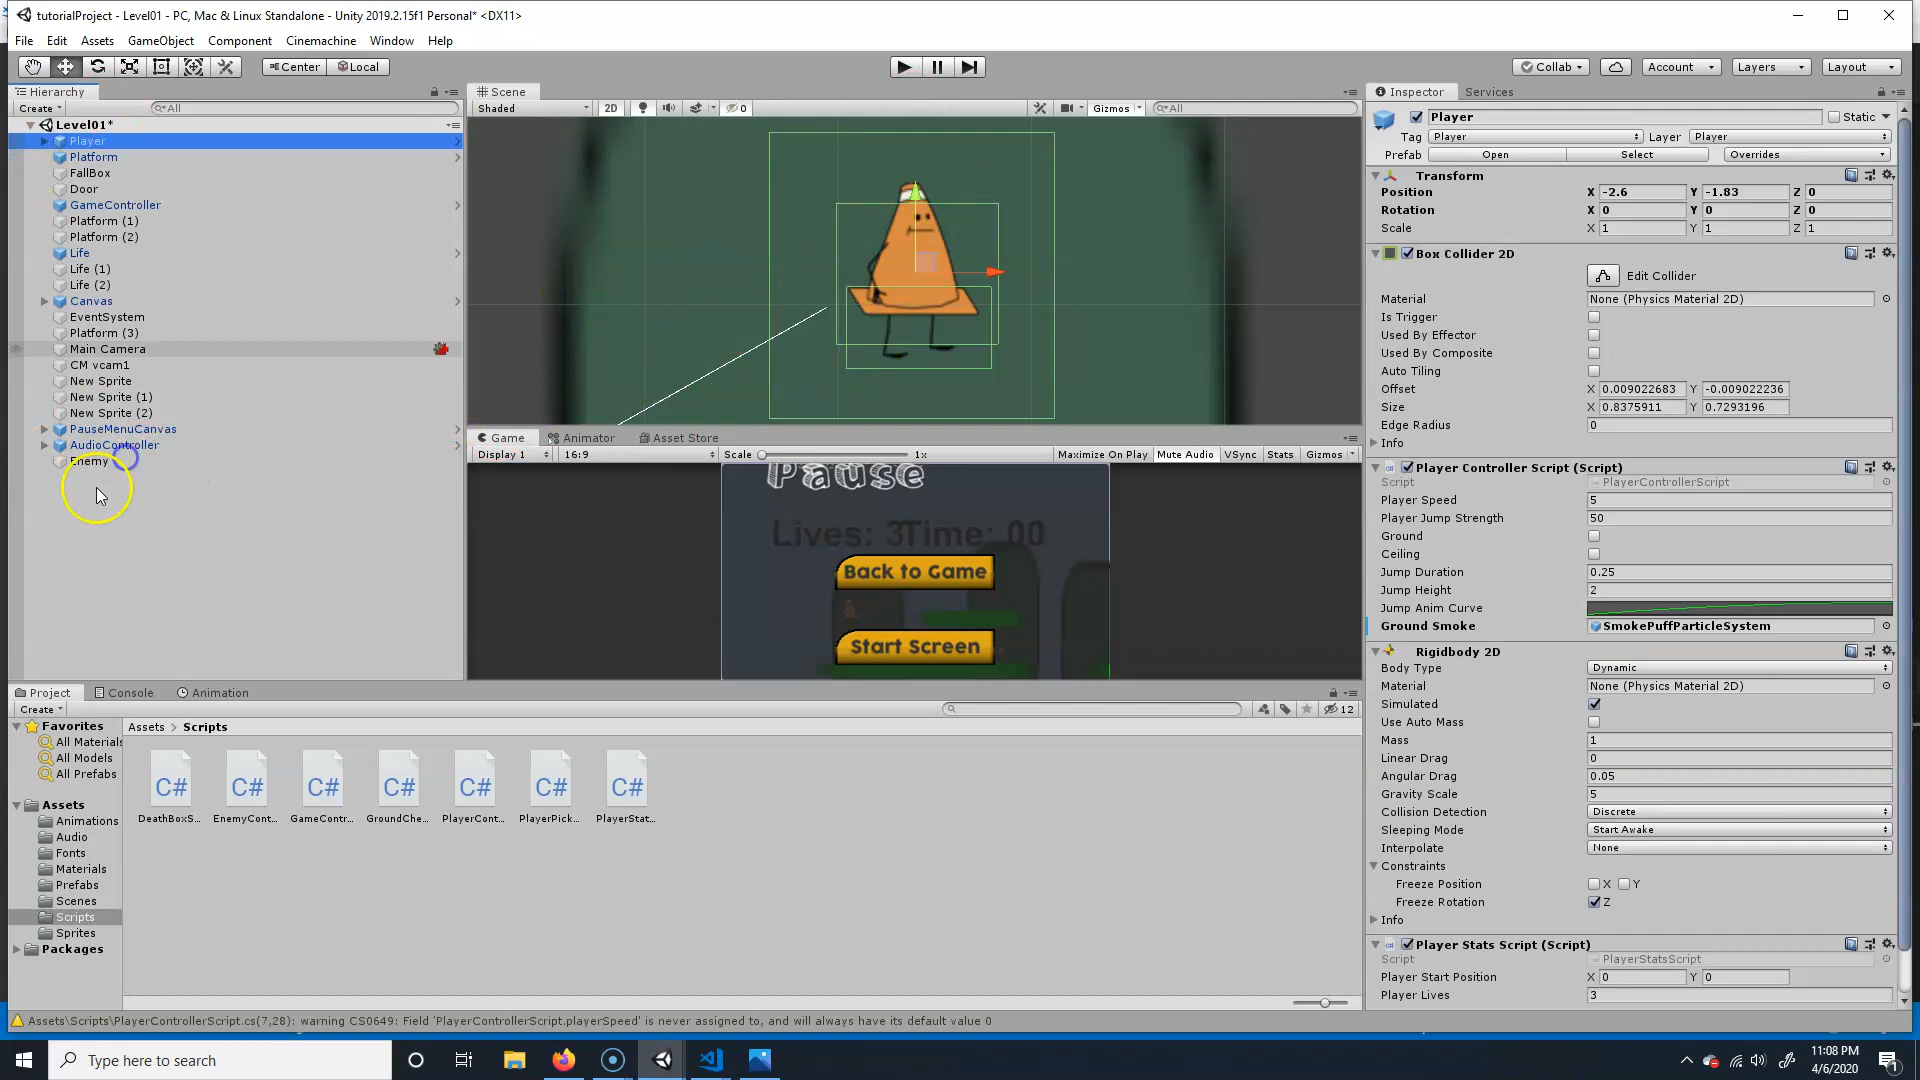 tutorialProject - Level01 - PC, Mac & Linux Standalone - Unity 2019.2.15f1 Personal* <DX11>
File Edit Assets GameObject Component Cinemachine Window Help
Center Local
Collab Account Layers Layout
Hierarchy
Create All
Level01*
Player
Platform
FallBox
Door
GameController
Platform (1)
Platform (2)
Life
Life (1)
Life (2)
Canvas
EventSystem
Platform (3)
Main Camera
CM vcam1
New Sprite
New Sprite (1)
New Sprite (2)
PauseMenuCanvas
AudioController
Enemy
Scene
Shaded 2D 0 Gizmos All
Game Animator Asset Store
Display 1 16:9 Scale 1x Maximize On Play Mute Audio VSync Stats Gizmos
Pause
Lives: 3Time: 00
Back to Game
Start Screen
Inspector Services
Player Static
Tag Player Layer Player
Prefab Open Select Overrides
Transform
Position X -2.6 Y -1.83 Z 0
Rotation X 0 Y 0 Z 0
Scale X 1 Y 1 Z 1
Box Collider 2D
Edit Collider
Material None (Physics Material 2D)
Is Trigger
Used By Effector
Used By Composite
Auto Tiling
Offset X 0.009022683 Y -0.009022236
Size X 0.8375911 Y 0.7293196
Edge Radius 0
Info
Player Controller Script (Script)
Script PlayerControllerScript
Player Speed 5
Player Jump Strength 50
Ground
Ceiling
Jump Duration 0.25
Jump Height 2
Jump Anim Curve
Ground Smoke SmokePuffParticleSystem
Rigidbody 2D
Body Type Dynamic
Material None (Physics Material 2D)
Simulated
Use Auto Mass
Mass 1
Linear Drag 0
Angular Drag 0.05
Gravity Scale 5
Collision Detection Discrete
Sleeping Mode Start Awake
Interpolate None
Constraints
Freeze Position X Y
Freeze Rotation Z
Info
Player Stats Script (Script)
Script PlayerStatsScript
Player Start Position X 0 Y 0
Player Lives 3
Project Console Animation
Create 12
Favorites
All Materials
All Models
All Prefabs
Assets
Animations
Audio
Fonts
Materials
Prefabs
Scenes
Scripts
Sprites
Packages
Assets > Scripts
C# C# C# C# C# C# C#
DeathBoxS... EnemyCont... GameContr... GroundChe... PlayerCont... PlayerPick... PlayerStat...
Assets\Scripts\PlayerControllerScript.cs(7,28): warning CS0649: Field 'PlayerControllerScript.playerSpeed' is never assigned to, and will always have its default value 0
Type here to search
11:08 PM
4/6/2020
1